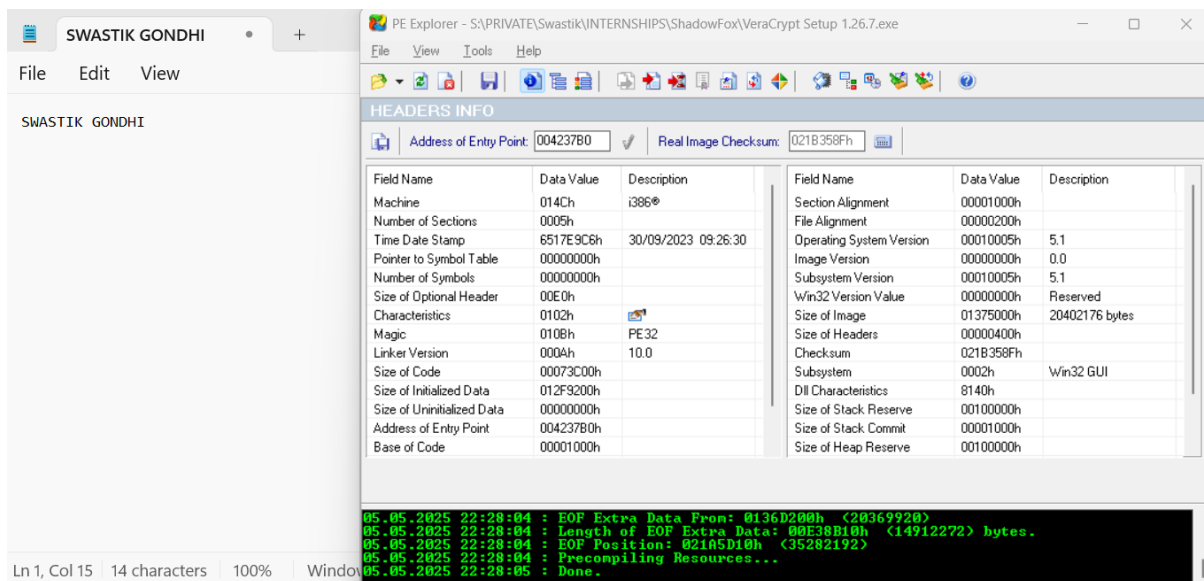 SWASTIK GONDHI
File Edit View
SWASTIK GONDHI
Ln 1, Col 15 14 characters 100% Window
PE Explorer - S:\PRIVATE\Swastik\INTERNSHIPS\ShadowFox\VeraCrypt Setup 1.26.7.exe
File View Tools Help
HEADERS INFO
Address of Entry Point: 004237B0 Real Image Checksum: 021B358Fh
Field Name Data Value Description
Machine 014Ch i386®
Number of Sections 0005h
Time Date Stamp 6517E9C6h 30/09/2023 09:26:30
Pointer to Symbol Table 00000000h
Number of Symbols 00000000h
Size of Optional Header 00E0h
Characteristics 0102h
Magic 010Bh PE32
Linker Version 000Ah 10.0
Size of Code 00073C00h
Size of Initialized Data 012F9200h
Size of Uninitialized Data 00000000h
Address of Entry Point 004237B0h
Base of Code 00001000h
Field Name Data Value Description
Section Alignment 00001000h
File Alignment 00000200h
Operating System Version 00010005h 5.1
Image Version 00000000h 0.0
Subsystem Version 00010005h 5.1
Win32 Version Value 00000000h Reserved
Size of Image 01375000h 20402176 bytes
Size of Headers 00000400h
Checksum 021B358Fh
Subsystem 0002h Win32 GUI
Dll Characteristics 8140h
Size of Stack Reserve 00100000h
Size of Stack Commit 00001000h
Size of Heap Reserve 00100000h
05.05.2025 22:28:04 : EOF Extra Data From: 0136D200h (20369920)
05.05.2025 22:28:04 : Length of EOF Extra Data: 00E38B10h (14912272) bytes.
05.05.2025 22:28:04 : EOF Position: 021A5D10h (35282192)
05.05.2025 22:28:04 : Precompiling Resources...
05.05.2025 22:28:05 : Done.